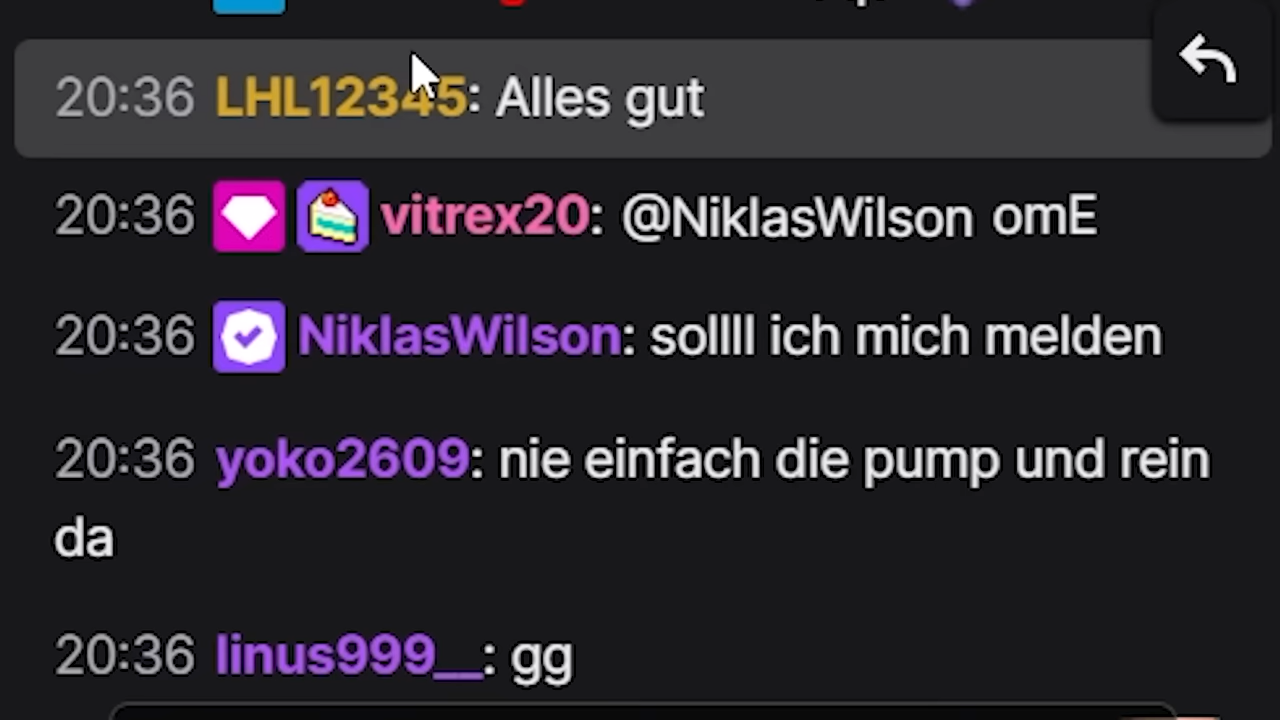 20:36 LHL12345: Alles gut
20:36 vitrex20: @NiklasWilson omE
20:36 NiklasWilson: sollll ich mich melden
20:36 yoko2609: nie einfach die pump und rein
da
20:36 linus999__: gg